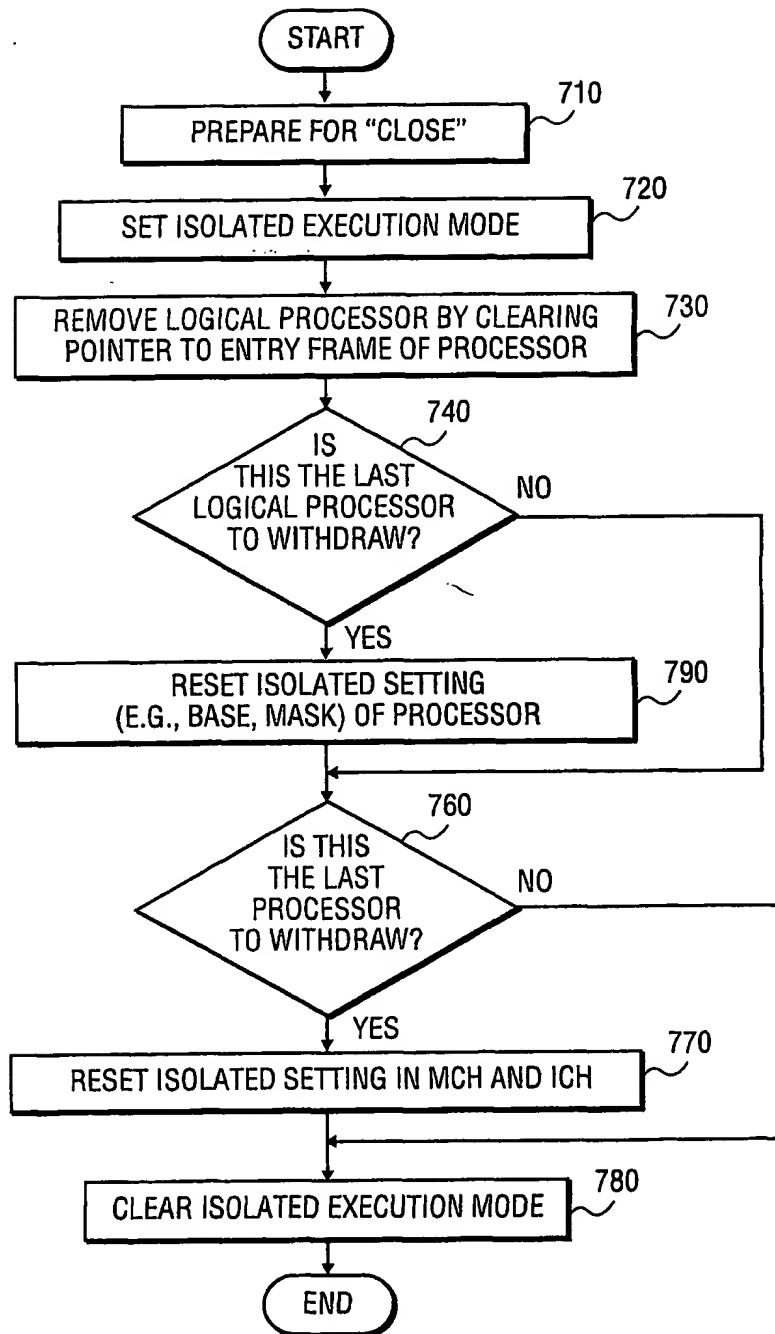 START
710
PREPARE FOR "CLOSE"
720
SET ISOLATED EXECUTION MODE
730
REMOVE LOGICAL PROCESSOR BY CLEARING
POINTER TO ENTRY FRAME OF PROCESSOR
740
IS
THIS THE LAST
LOGICAL PROCESSOR
TO WITHDRAW?
NO
YES
790
RESET ISOLATED SETTING
(E.G., BASE, MASK) OF PROCESSOR
760
IS THIS
THE LAST
PROCESSOR
TO WITHDRAW?
NO
YES
770
RESET ISOLATED SETTING IN MCH AND ICH
780
CLEAR ISOLATED EXECUTION MODE
END